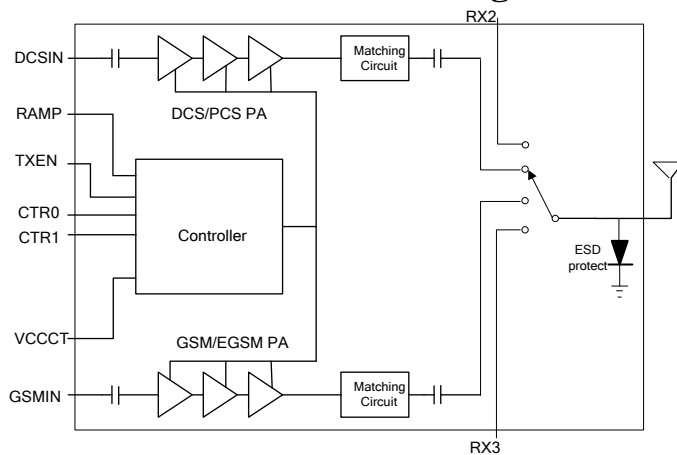 RX2
DCSIN
Matching
Circuit
RAMP
DCS/PCS PA
TXEN
CTR0
Controller
CTR1
ESD
protect
VCCCT
GSM/EGSM PA
GSMIN
Matching
Circuit
RX3